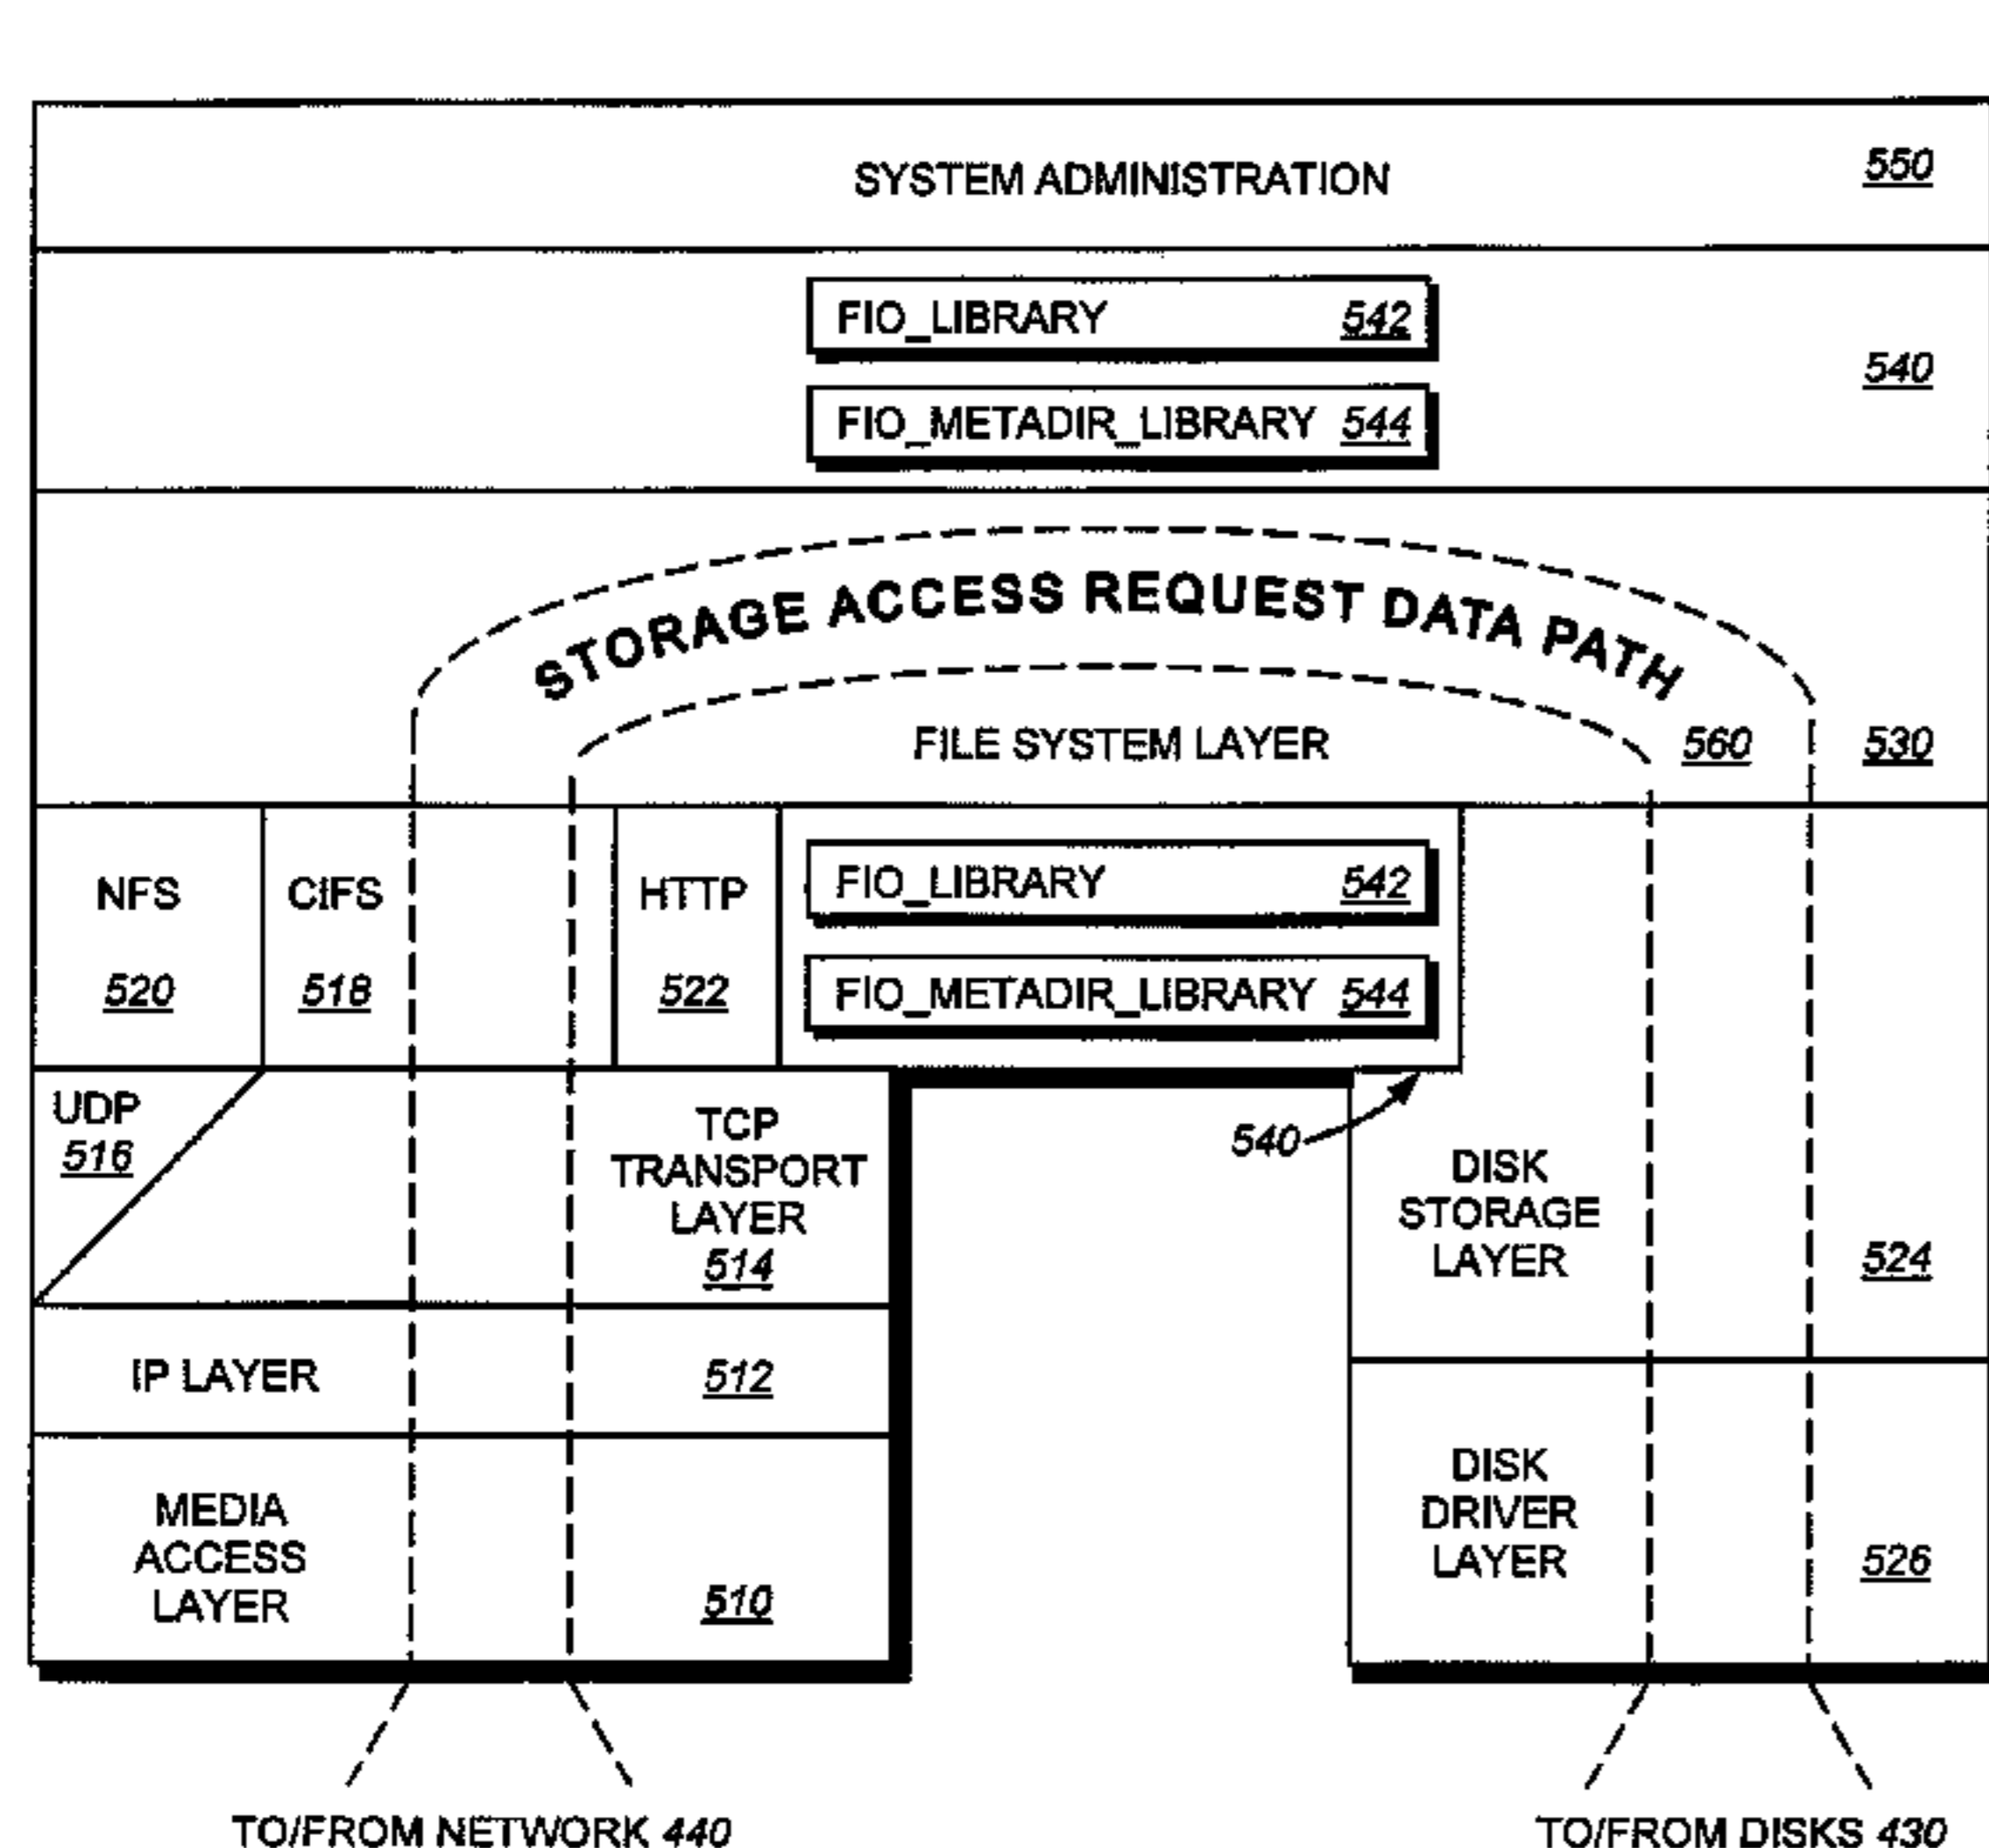 SYSTEM ADMINISTRATION 550
FIO_LIBRARY 542
540
FIO_METADIR_LIBRARY 544
STORAGE ACCESS REQUEST DATA PATH
FILE SYSTEM LAYER 560 530
NFS CIFS HTTP FIO_LIBRARY 542
520 518 522 FIO_METADIR_LIBRARY 544
UDP
516
TCP
TRANSPORT
LAYER
514
540
DISK
STORAGE
LAYER
524
IP LAYER 512
MEDIA
ACCESS
LAYER
510
DISK
DRIVER
LAYER
526
TO/FROM NETWORK 440
TO/FROM DISKS 430